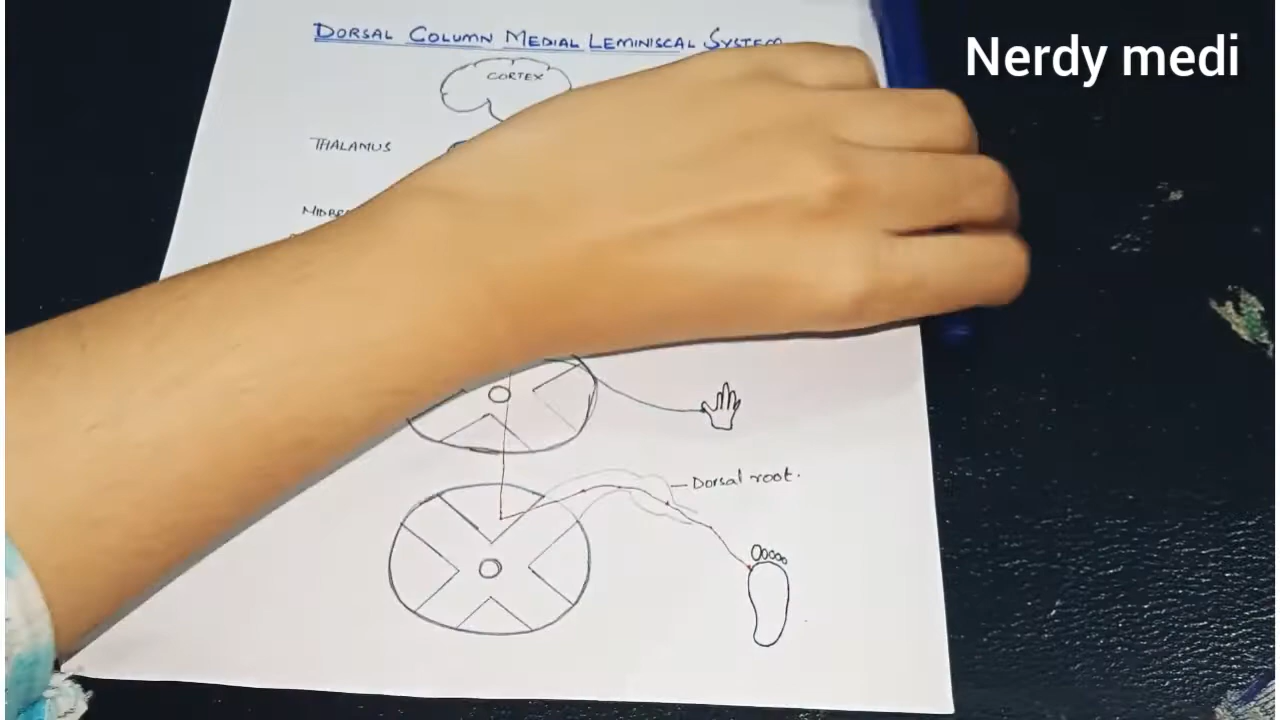 DORSAL COLUMN MEDIAL LEMINISCAL SYSTEM
Nerdy medi
CORTEX
THALAMUS
Dorsal root.